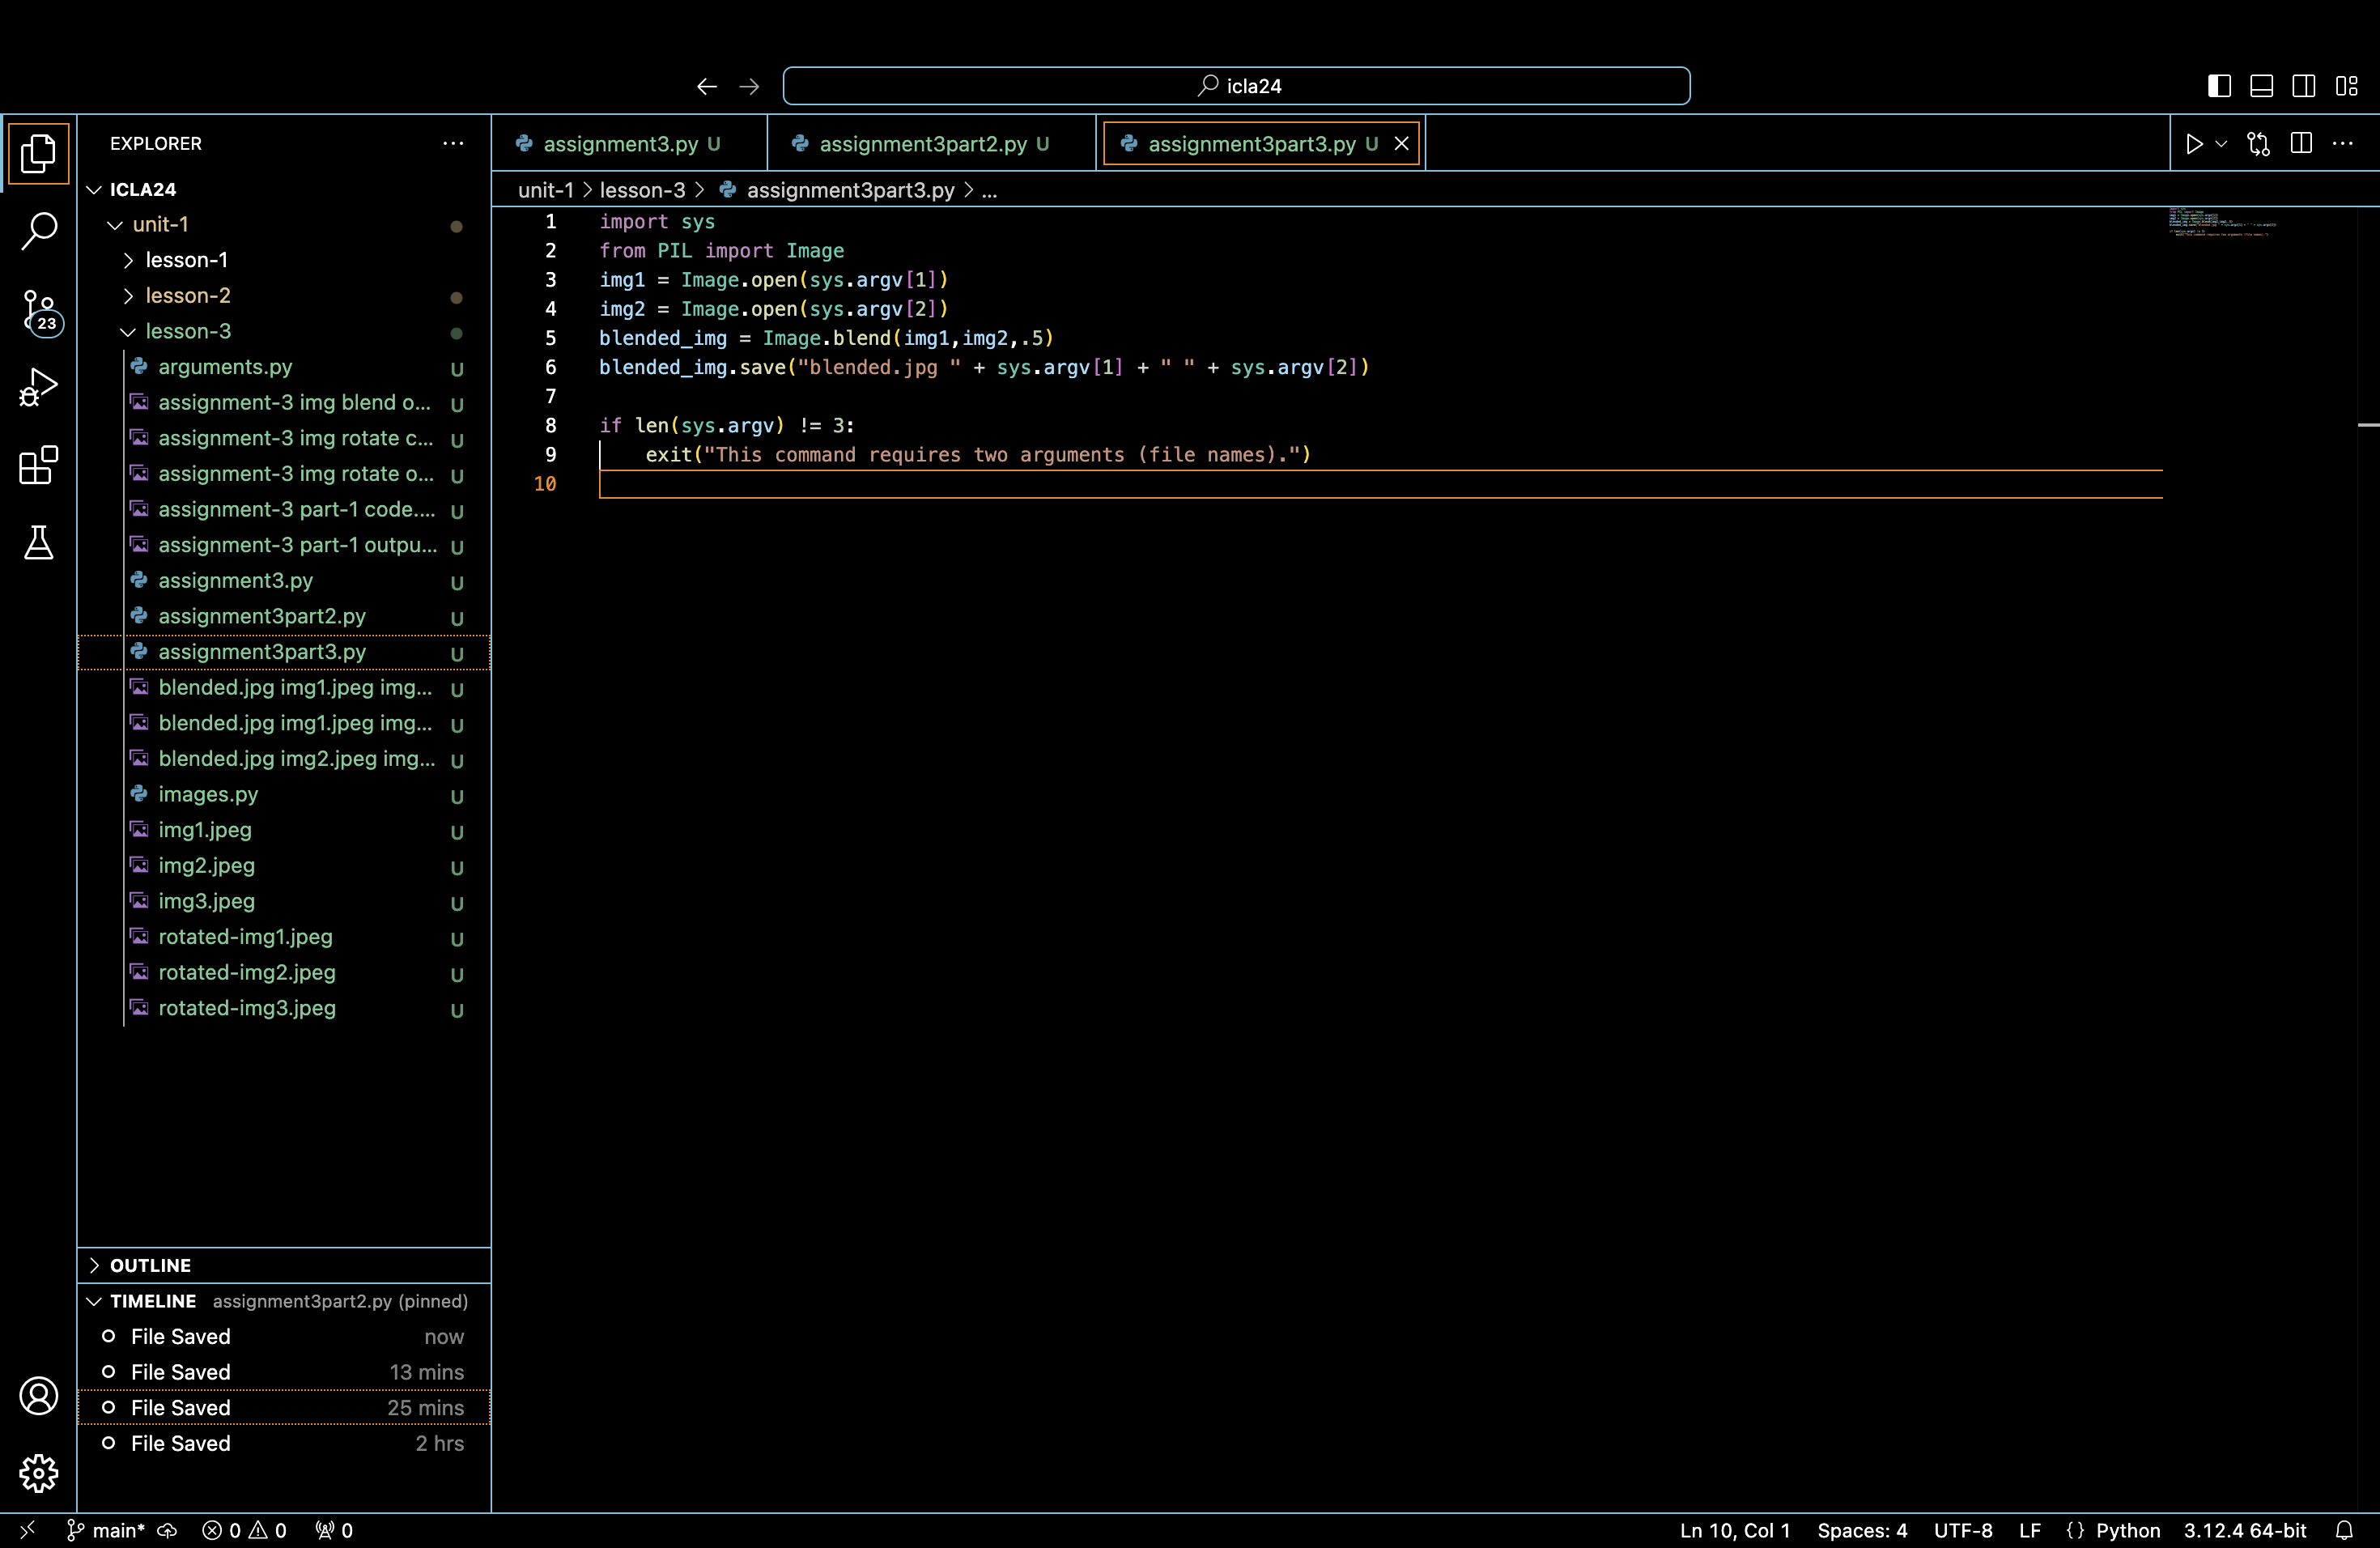 icla24
EXPLORER
ICLA24
unit-1
lesson-1
lesson-2
lesson-3
arguments.py U
assignment-3 img blend o... U
assignment-3 img rotate c... U
assignment-3 img rotate o... U
assignment-3 part-1 code.... U
assignment-3 part-1 outpu... U
assignment3.py U
assignment3part2.py U
assignment3part3.py U
blended.jpg img1.jpeg img... U
blended.jpg img1.jpeg img... U
blended.jpg img2.jpeg img... U
images.py U
img1.jpeg U
img2.jpeg U
img3.jpeg U
rotated-img1.jpeg U
rotated-img2.jpeg U
rotated-img3.jpeg U
23
OUTLINE
TIMELINE assignment3part2.py (pinned)
File Saved now
File Saved 13 mins
File Saved 25 mins
File Saved 2 hrs
assignment3.py U assignment3part2.py U assignment3part3.py U
unit-1 > lesson-3 > assignment3part3.py > ...
1 import sys
2 from PIL import Image
3 img1 = Image.open(sys.argv[1])
4 img2 = Image.open(sys.argv[2])
5 blended_img = Image.blend(img1,img2,.5)
6 blended_img.save("blended.jpg " + sys.argv[1] + " " + sys.argv[2])
7
8 if len(sys.argv) != 3:
9     exit("This command requires two arguments (file names).")
10
main* 0 0 0
Ln 10, Col 1 Spaces: 4 UTF-8 LF {} Python 3.12.4 64-bit